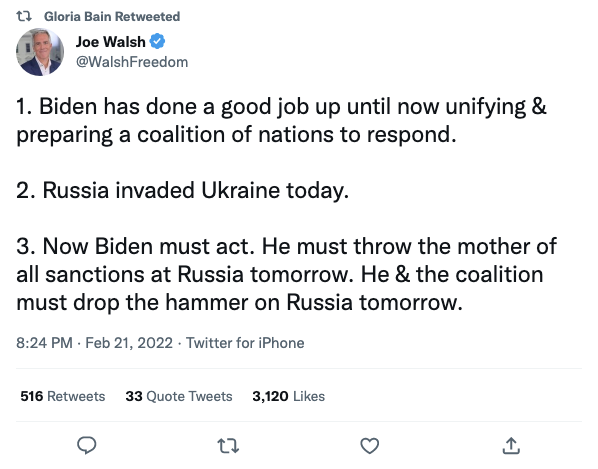 Gloria Bain Retweeted
Joe Walsh
@WalshFreedom
1. Biden has done a good job up until now unifying &
preparing a coalition of nations to respond.
2. Russia invaded Ukraine today.
3. Now Biden must act. He must throw the mother of
all sanctions at Russia tomorrow. He & the coalition
must drop the hammer on Russia tomorrow.
8:24 PM · Feb 21, 2022 · Twitter for iPhone
516 Retweets 33 Quote Tweets 3,120 Likes